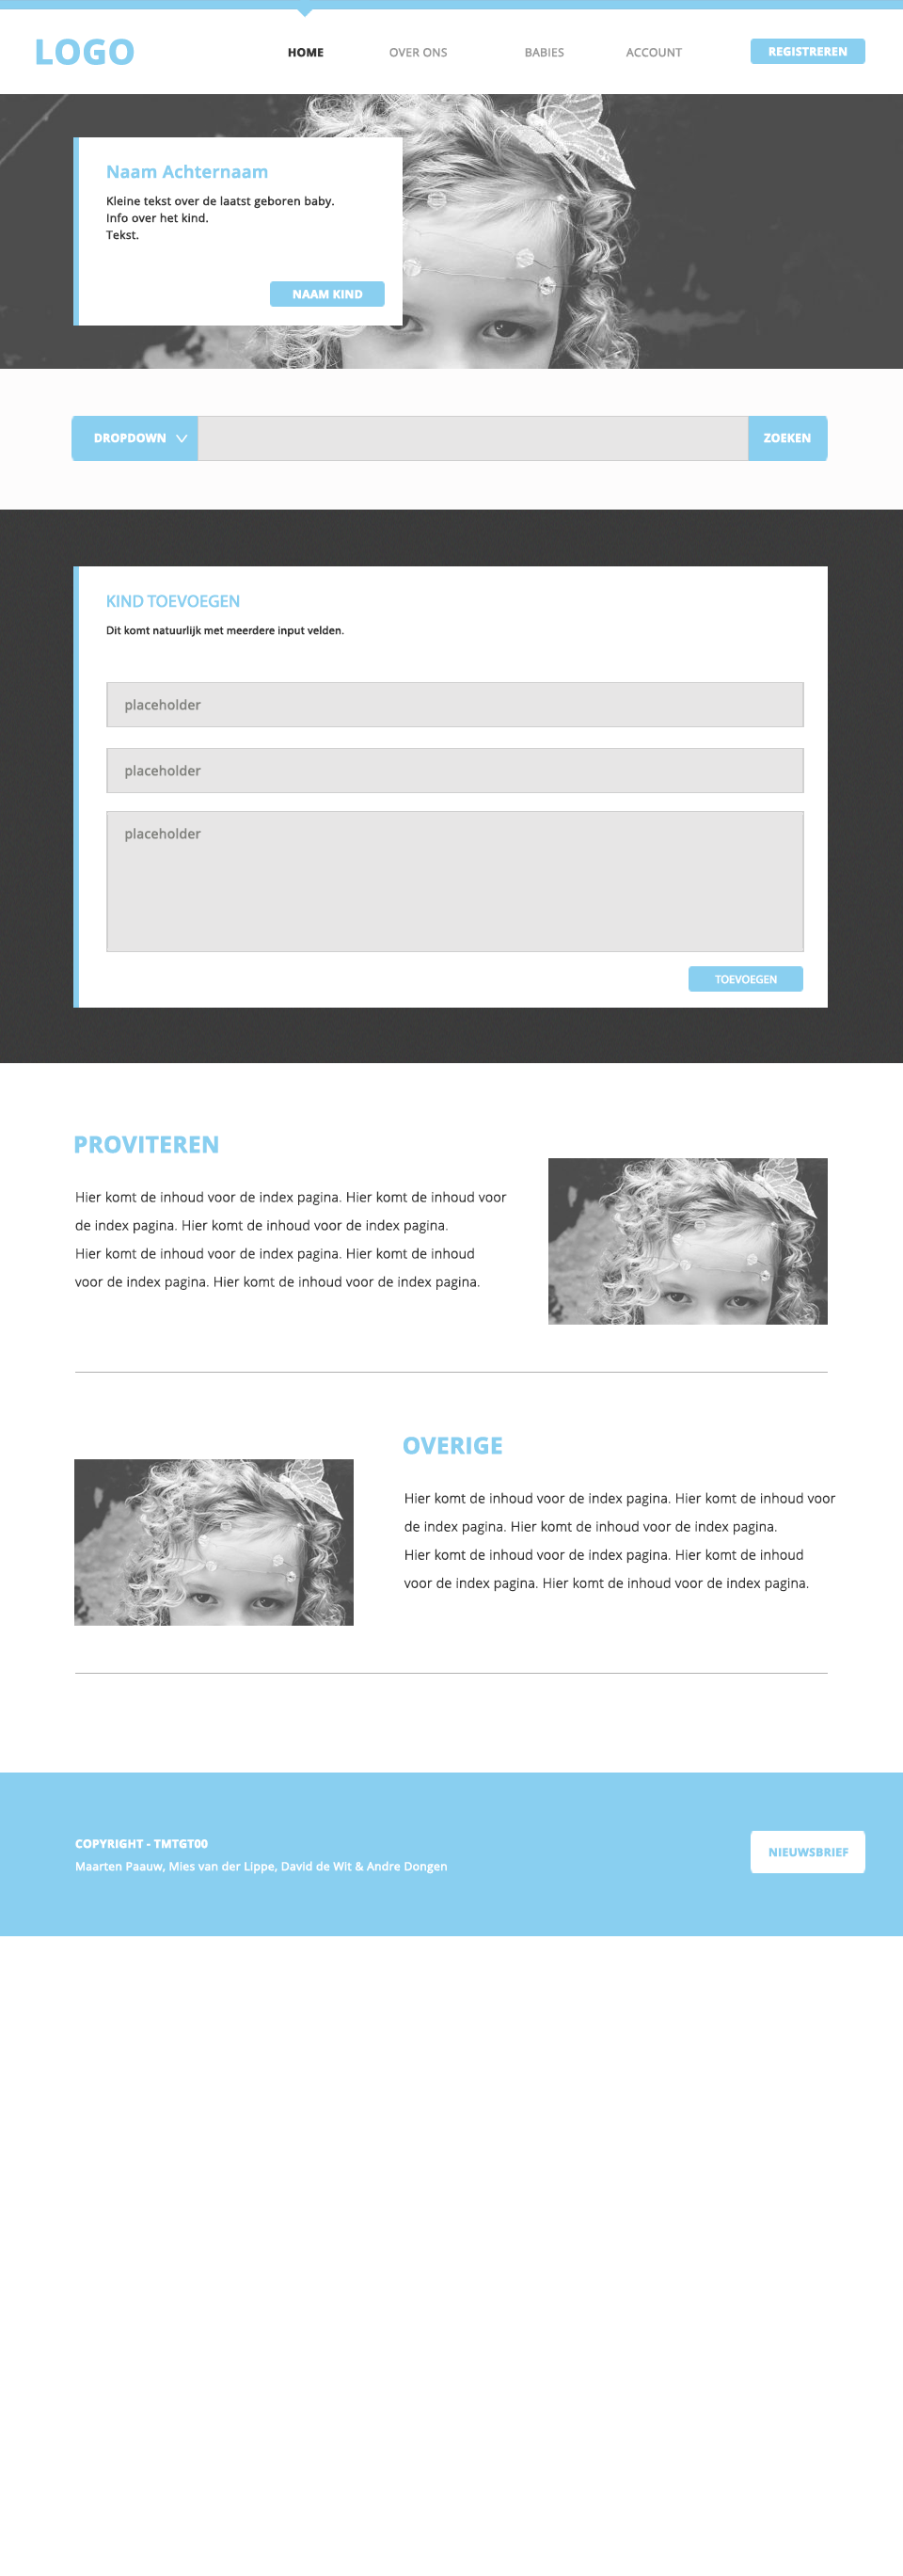 LOGO
HOME
OVER ONS
BABIES
ACCOUNT
REGISTREREN
Naam Achternaam
Kleine tekst over de laatst geboren baby.
Info over het kind.
Tekst.
NAAM KIND
DROPDOWN
ZOEKEN
KIND TOEVOEGEN
Dit komt natuurlijk met meerdere input velden.
placeholder
placeholder
placeholder
TOEVOEGEN
PROVITEREN
Hier komt de inhoud voor de index pagina. Hier komt de inhoud voor
de index pagina. Hier komt de inhoud voor de index pagina.
Hier komt de inhoud voor de index pagina. Hier komt de inhoud
voor de index pagina. Hier komt de inhoud voor de index pagina.
OVERIGE
Hier komt de inhoud voor de index pagina. Hier komt de inhoud voor
de index pagina. Hier komt de inhoud voor de index pagina.
Hier komt de inhoud voor de index pagina. Hier komt de inhoud
voor de index pagina. Hier komt de inhoud voor de index pagina.
COPYRIGHT - TMTGT00
Maarten Paauw, Mies van der Lippe, David de Wit & Andre Dongen
NIEUWSBRIEF